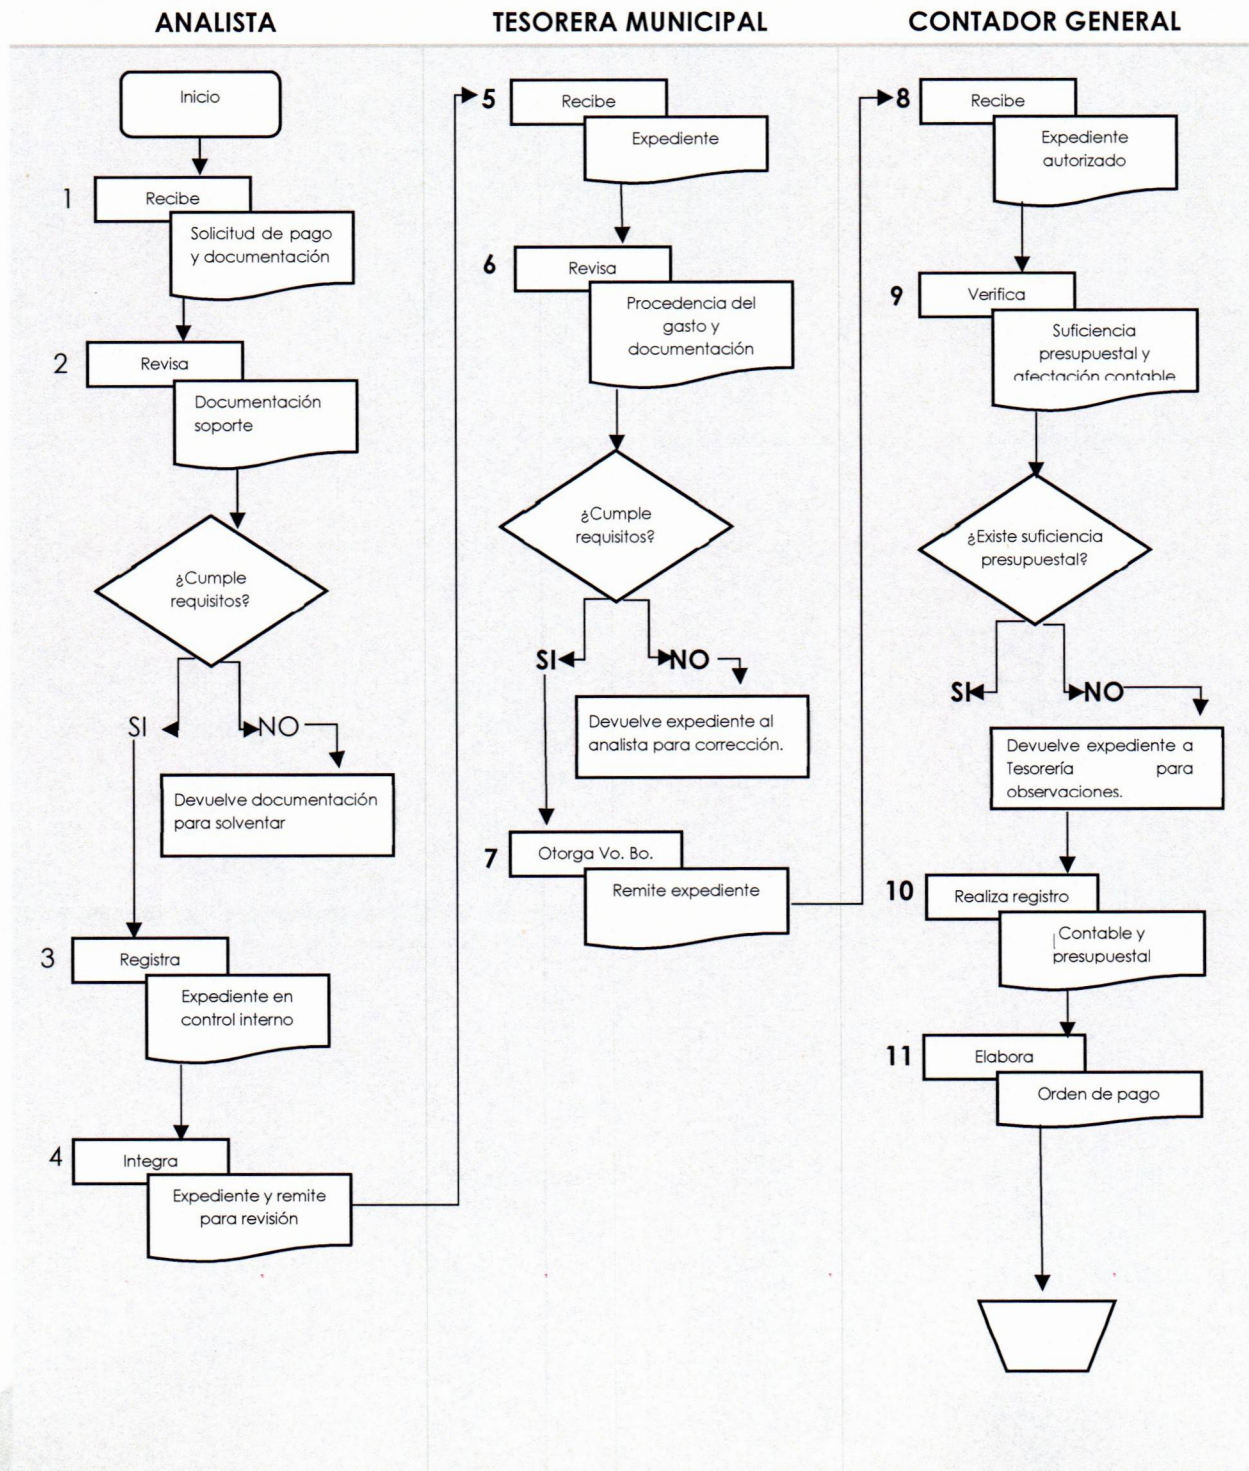 ANALISTA
TESORERA MUNICIPAL
CONTADOR GENERAL
Inicio
1
Recibe
Solicitud de pago
y documentación
2
Revisa
Documentación
soporte
¿Cumple
requisitos?
SI
NO
Devuelve documentación
para solventar
3
Registra
Expediente en
control interno
4
Integra
Expediente y remite
para revisión
5
Recibe
Expediente
6
Revisa
Procedencia del
gasto y
documentación
¿Cumple
requisitos?
SI
NO
Devuelve expediente al
analista para corrección.
7
Otorga Vo. Bo.
Remite expediente
8
Recibe
Expediente
autorizado
9
Verifica
Suficiencia
presupuestal y
afectación contable
¿Existe suficiencia
presupuestal?
SI
NO
Devuelve expediente a
Tesorería para
observaciones.
10
Realiza registro
Contable y
presupuestal
11
Elabora
Orden de pago